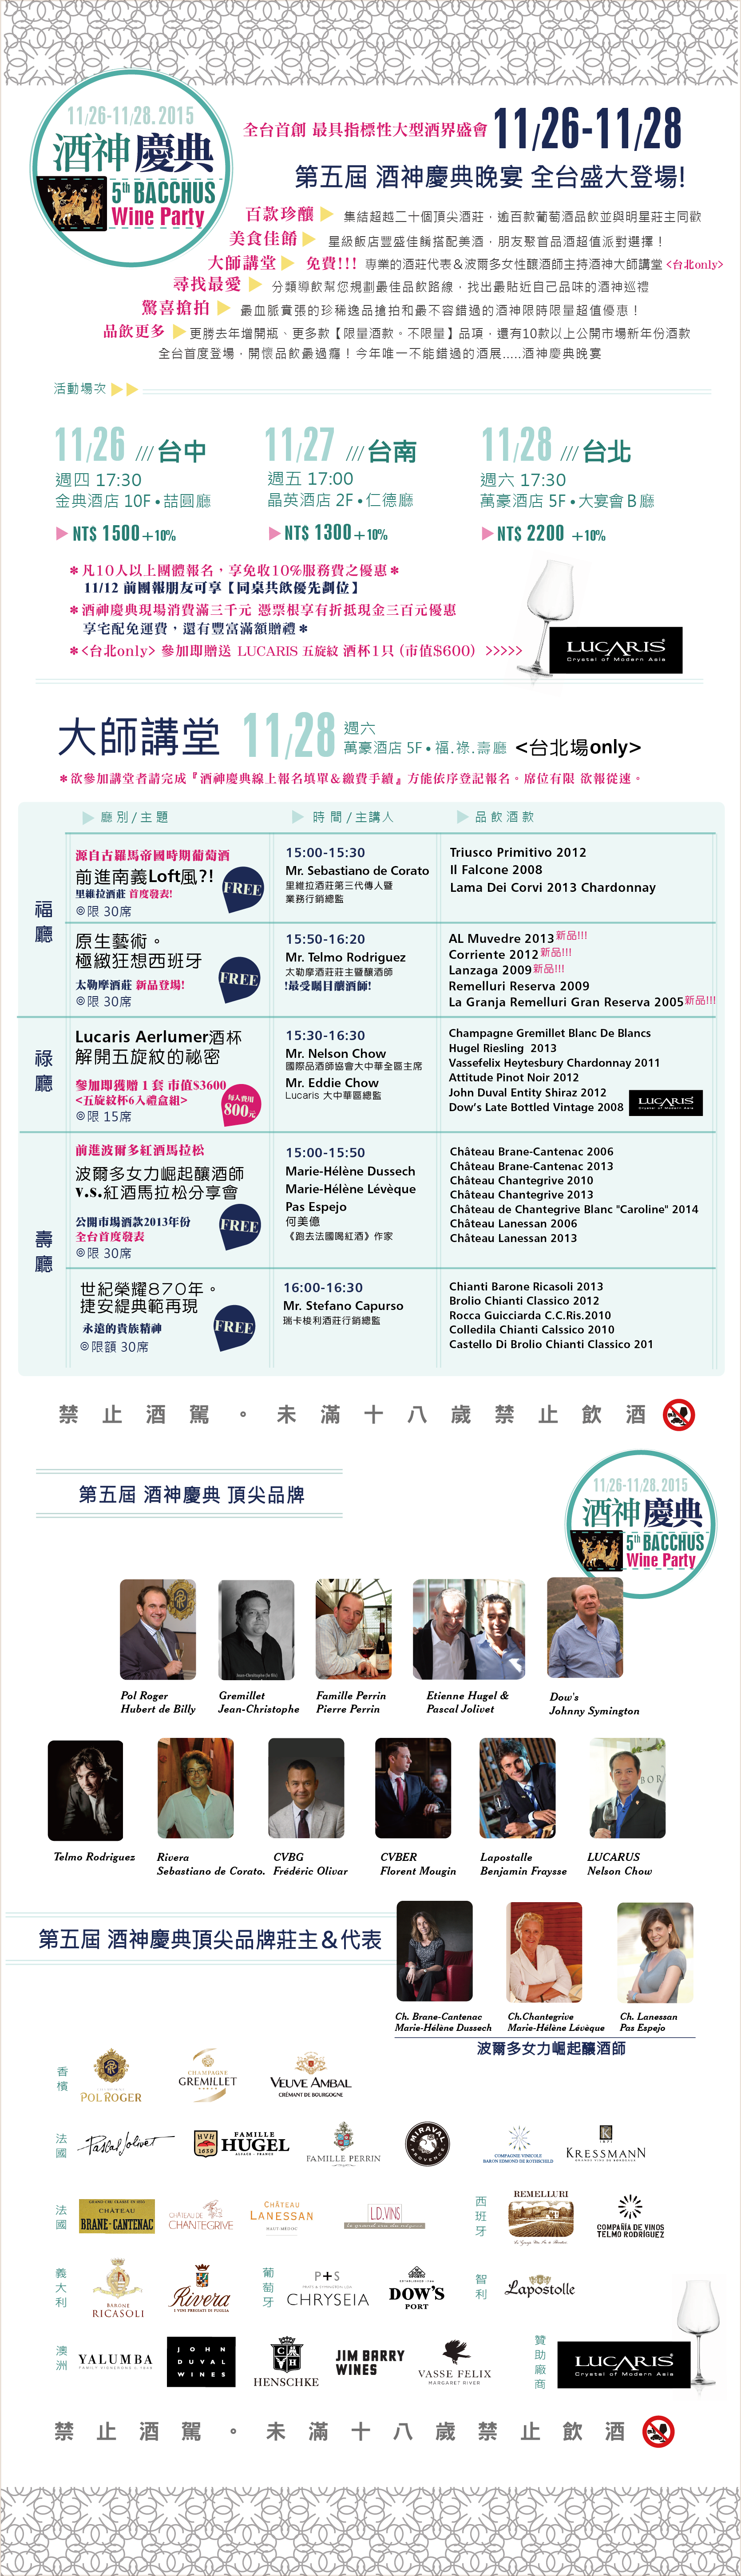 11/26-11/28.2015
酒神慶典
5th BACCHUS
Wine Party
全台首創 最具指標性大型酒界盛會 11/26-11/28
第五屆 酒神慶典晚宴 全台盛大登場!
百款珍釀 集結超越二十個頂尖酒莊，逾百款葡萄酒品飲並與明星莊主同歡
美食佳餚 星級飯店豐盛佳餚搭配美酒，朋友聚首品酒超值派對選擇！
大師講堂 免費!!! 專業的酒莊代表＆波爾多女性釀酒師主持酒神大師講堂 <台北only>
尋找最愛 分類導飲幫您規劃最佳品飲路線，找出最貼近自己品味的酒神巡禮
驚喜搶拍 最血脈賁張的珍稀逸品搶拍和最不容錯過的酒神限時限量超值優惠！
品飲更多 更勝去年增開瓶、更多款【限量酒款。不限量】品項，還有10款以上公開市場新年份酒款
全台首度登場，開懷品飲最過癮！今年唯一不能錯過的酒展.....酒神慶典晚宴
活動場次
11/26 /// 台中
週四 17:30
金典酒店 10F • 喆圓廳
NT$ 1500+10%
11/27 /// 台南
週五 17:00
晶英酒店 2F • 仁德廳
NT$ 1300+10%
11/28 /// 台北
週六 17:30
萬豪酒店 5F • 大宴會B廳
NT$ 2200 +10%
＊凡10人以上團體報名，享免收10%服務費之優惠＊
11/12 前團報朋友可享【同桌共飲優先劃位】
＊酒神慶典現場消費滿三千元 憑票根享有折抵現金三百元優惠
享宅配免運費，還有豐富滿額贈禮＊
＊<台北only> 參加即贈送 LUCARIS 五旋紋 酒杯1只 (市值$600) >>>>>
LUCARIS
Crystal of Modern Asia
大師講堂 11/28 週六
萬豪酒店 5F • 福.祿.壽廳 <台北場only>
＊欲參加講堂者請完成『酒神慶典線上報名填單＆繳費手續』方能依序登記報名。席位有限 欲報從速。
廳別/主題 時間/主講人 品飲酒款
福廳
源自古羅馬帝國時期葡萄酒
前進南義Loft風?!
里維拉酒莊 首度發表!
◎限 30席
FREE
15:00-15:30
Mr. Sebastiano de Corato
里維拉酒莊第三代傳人暨
業務行銷總監
Triusco Primitivo 2012
Il Falcone 2008
Lama Dei Corvi 2013 Chardonnay
原生藝術。
極緻狂想西班牙
太勒摩酒莊 新品登場!
◎限 30席
FREE
15:50-16:20
Mr. Telmo Rodriguez
太勒摩酒莊莊主暨釀酒師
!最受矚目釀酒師!
AL Muvedre 2013 新品!!!
Corriente 2012 新品!!!
Lanzaga 2009 新品!!!
Remelluri Reserva 2009
La Granja Remelluri Gran Reserva 2005 新品!!!
祿廳
Lucaris Aerlumer酒杯
解開五旋紋的祕密
參加即獲贈 1 套 市值$3600
<五旋紋杯6入禮盒組>
◎限 15席
每人費用
800元
15:30-16:30
Mr. Nelson Chow
國際品酒師協會大中華全區主席
Mr. Eddie Chow
Lucaris 大中華區總監
Champagne Gremillet Blanc De Blancs
Hugel Riesling 2013
Vassefelix Heytesbury Chardonnay 2011
Attitude Pinot Noir 2012
John Duval Entity Shiraz 2012
Dow's Late Bottled Vintage 2008
LUCARIS
Crystal of Modern Asia
壽廳
前進波爾多紅酒馬拉松
波爾多女力崛起釀酒師
v.s.紅酒馬拉松分享會
公開市場酒款2013年份
全台首度發表
◎限 30席
FREE
15:00-15:50
Marie-Hélène Dussech
Marie-Hélène Lévèque
Pas Espejo
何美億
《跑去法國喝紅酒》作家
Château Brane-Cantenac 2006
Château Brane-Cantenac 2013
Château Chantegrive 2010
Château Chantegrive 2013
Château de Chantegrive Blanc "Caroline" 2014
Château Lanessan 2006
Château Lanessan 2013
世紀榮耀870年。
捷安緹典範再現
永遠的貴族精神
◎限額 30席
FREE
16:00-16:30
Mr. Stefano Capurso
瑞卡梭利酒莊行銷總監
Chianti Barone Ricasoli 2013
Brolio Chianti Classico 2012
Rocca Guicciarda C.C.Ris.2010
Colledila Chianti Calssico 2010
Castello Di Brolio Chianti Classico 201
禁止酒駕。未滿十八歲禁止飲酒
第五屆 酒神慶典 頂尖品牌
11/26-11/28.2015
酒神慶典
5th BACCHUS
Wine Party
Pol Roger
Hubert de Billy
Gremillet
Jean-Christophe
Famille Perrin
Pierre Perrin
Etienne Hugel &
Pascal Jolivet
Dow's
Johnny Symington
Telmo Rodriguez
Rivera
Sebastiano de Corato.
CVBG
Frédéric Olivar
CVBER
Florent Mougin
Lapostalle
Benjamin Fraysse
LUCARUS
Nelson Chow
第五屆 酒神慶典頂尖品牌莊主＆代表
Ch. Brane-Cantenac
Marie-Hélène Dussech
Ch.Chantegrive
Marie-Hélène Lévèque
Ch. Lanessan
Pas Espejo
波爾多女力崛起釀酒師
香檳
POL ROGER
CHAMPAGNE
GREMILLET
VEUVE AMBAL
CRÉMANT DE BOURGOGNE
法國
Pascal Jolivet
HVH
1639
FAMILLE
HUGEL
ALSACE - FRANCE
FAMILLE PERRIN
MIRAVAL
PROVENCE
COMPAGNIE VINICOLE
BARON EDMOND DE ROTHSCHILD
KRESSMANN
法國
GRAND CRU CLASSÉ EN 1855
CHÂTEAU
BRANE-CANTENAC
CHÂTEAU DE
CHANTEGRIVE
CHÂTEAU
LANESSAN
HAUT-MÉDOC
L.D.VINS
西班牙
REMELLURI
COMPAÑIA DE VINOS
TELMO RODRÍGUEZ
義大利
BARONE
RICASOLI
Rivera
I VINI PREGIATI DI PUGLIA
葡萄牙
P+S
CHRYSEIA
DOW'S
PORT
智利
Lapostolle
澳洲
YALUMBA
JOHN
DUVAL
WINES
HENSCHKE
JIM BARRY
WINES
VASSE FELIX
MARGARET RIVER
贊助廠商
LUCARIS
Crystal of Modern Asia
禁止酒駕。未滿十八歲禁止飲酒